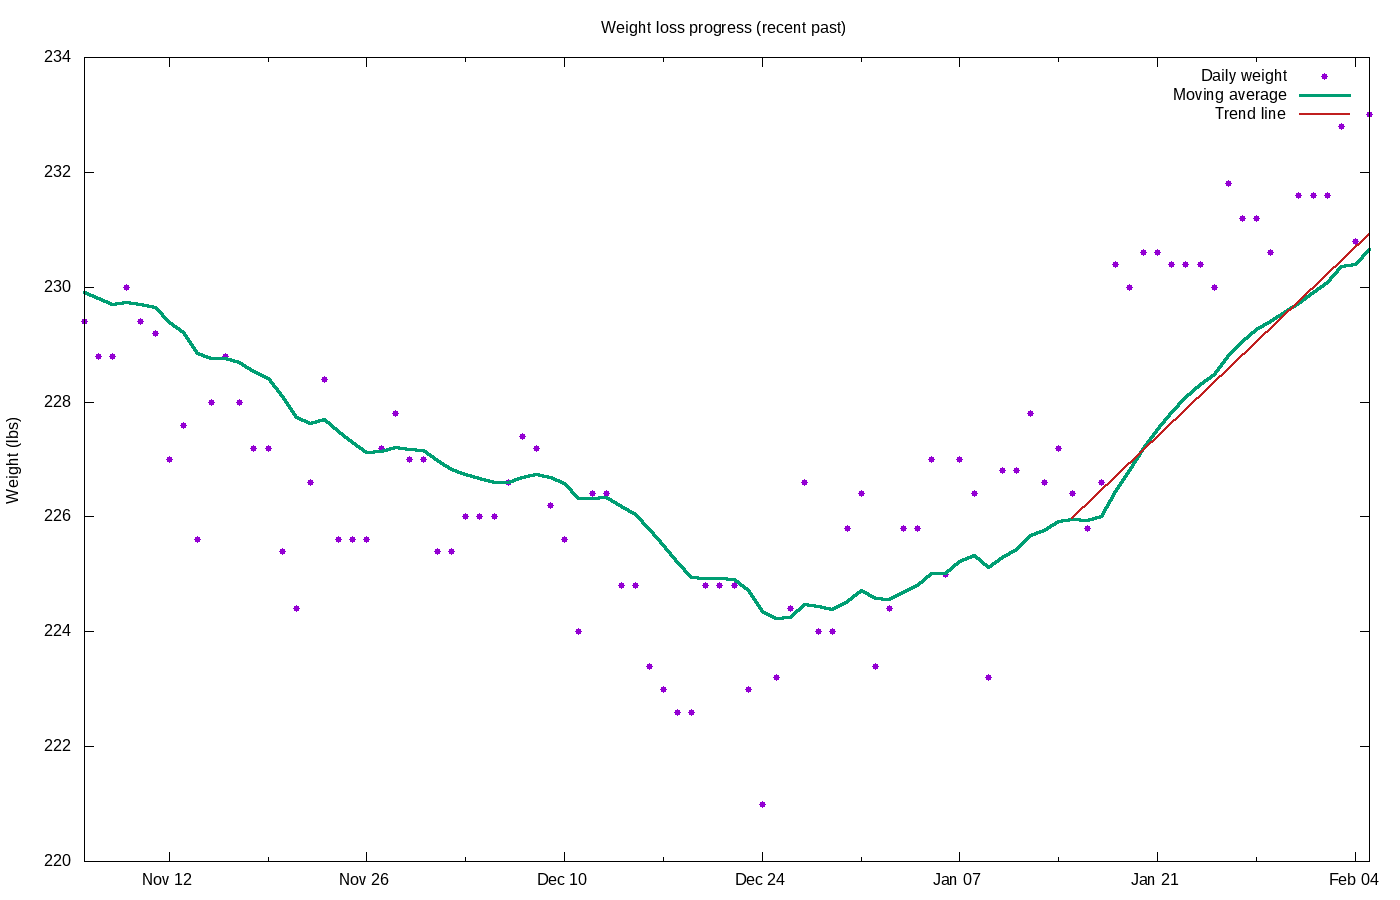 Weight loss progress (recent past)
234
232
230
228
226
224
222
220
Weight (lbs)
Daily weight
Moving average
Trend line
Nov 12 Nov 26 Dec 10 Dec 24 Jan 07 Jan 21 Feb 04